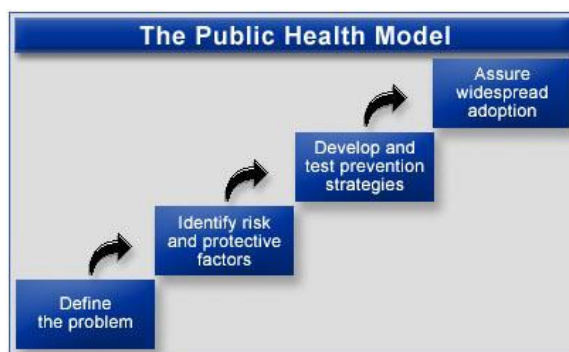 The Public Health Model
Assure
widespread
adoption
Develop and
test prevention
strategies
Identify risk
and protective
factors
Define
the problem